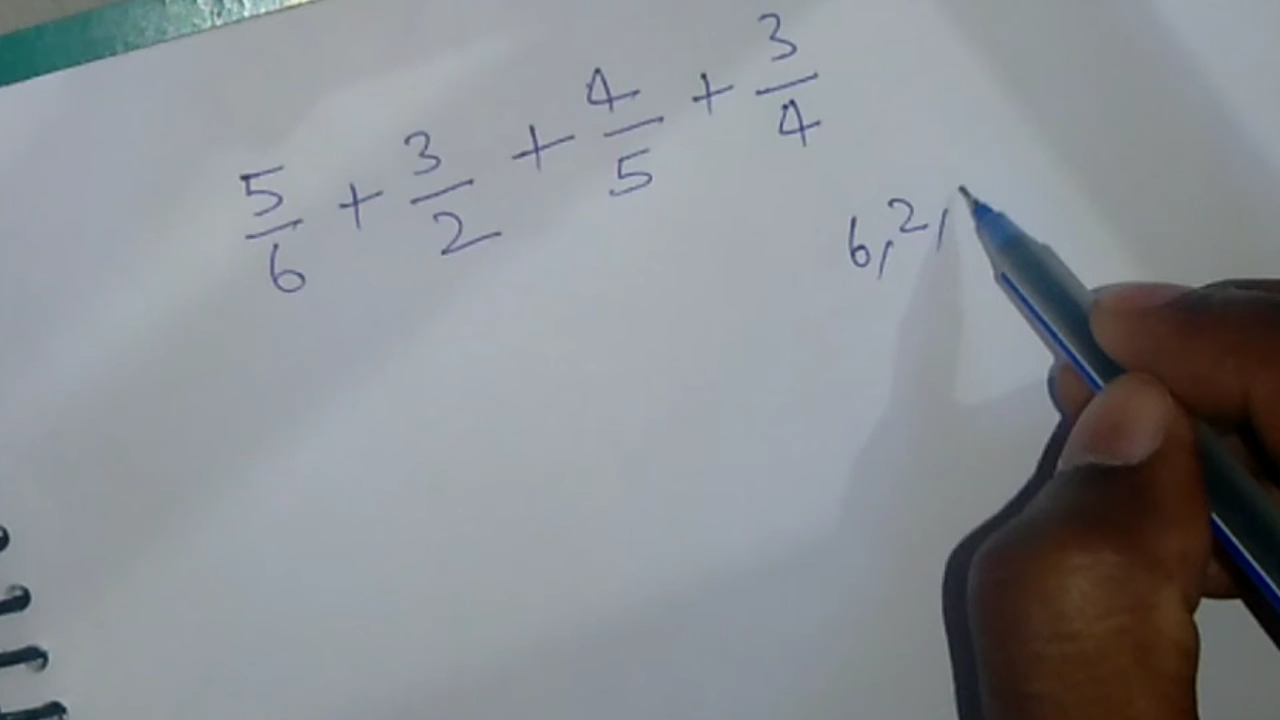 5/6 + 3/2 + 4/5 + 3/4
6, 2,